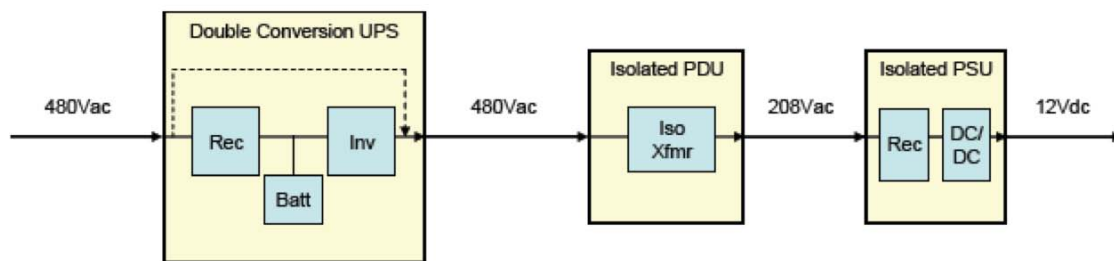 Double Conversion UPS
480Vac
Rec
Inv
Batt
480Vac
Isolated PDU
Iso
Xfmr
208Vac
Isolated PSU
Rec
DC/
DC
12Vdc